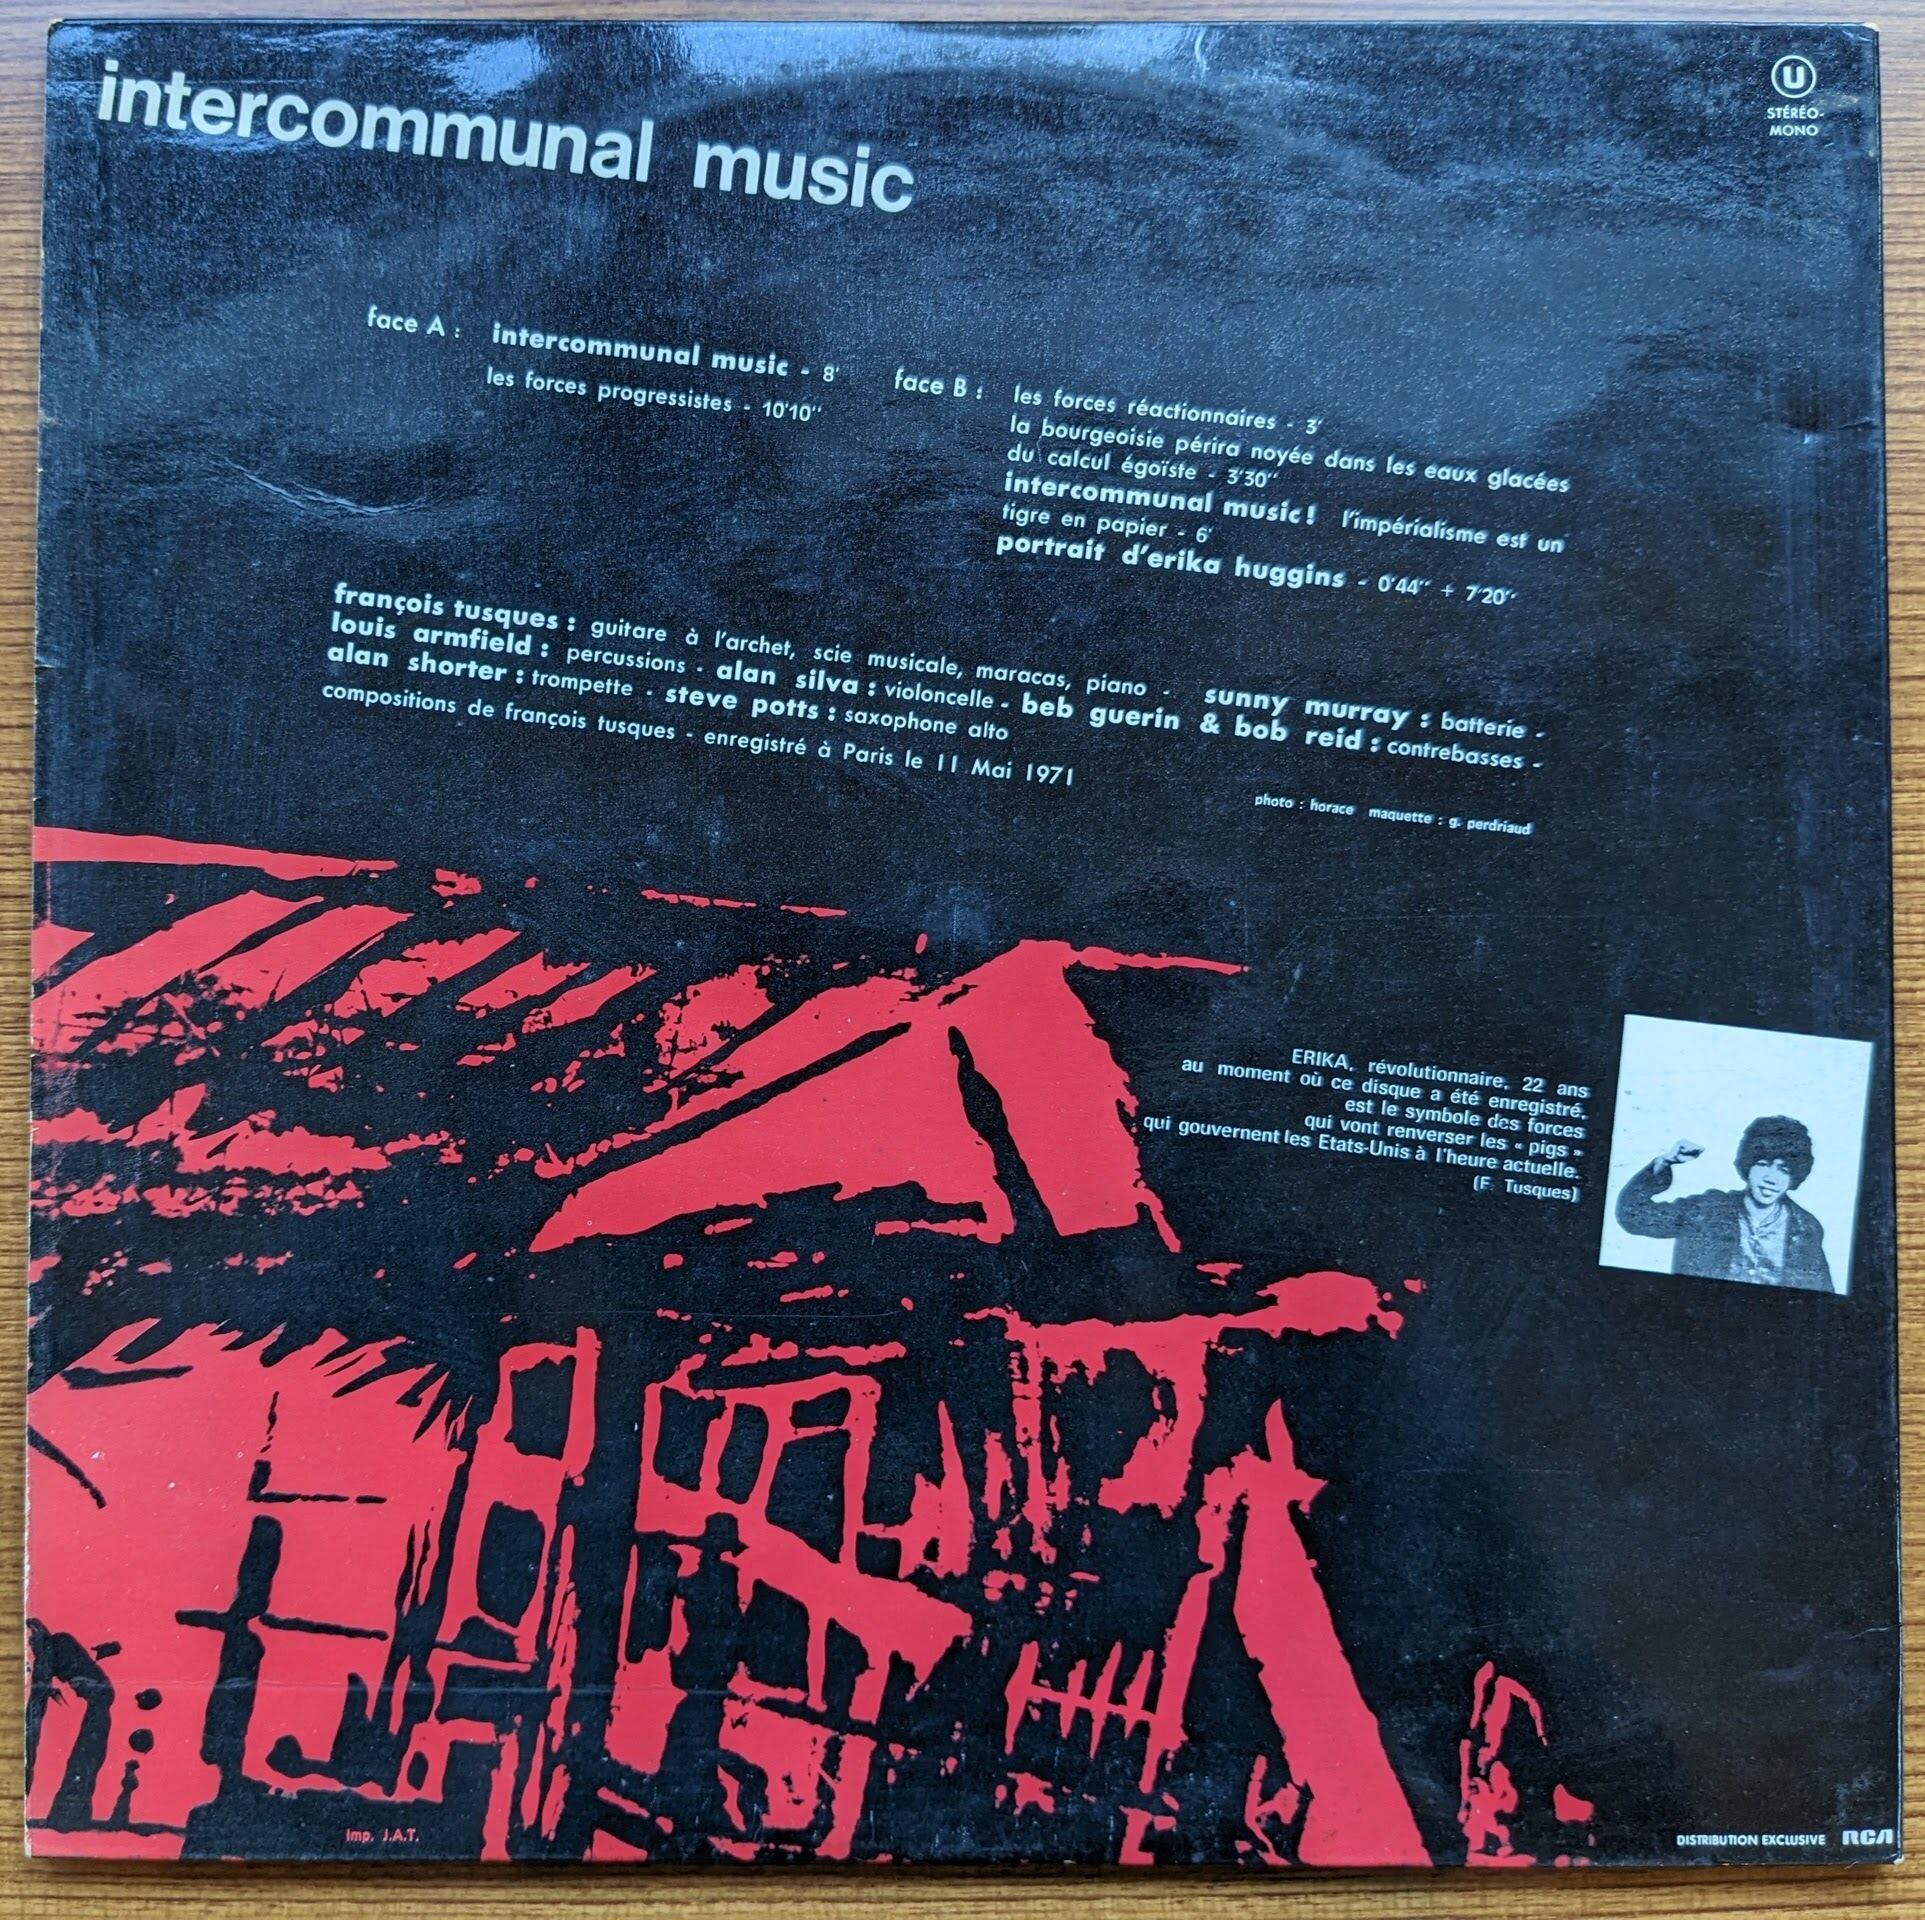 intercommunal music
U
STÉRÉO-
MONO
face A : intercommunal music - 8'
les forces progressistes - 10'10"
face B : les forces réactionnaires - 3'
la bourgeoisie périra noyée dans les eaux glacées
du calcul égoïste - 3'30"
intercommunal music! l'impérialisme est un
tigre en papier - 6'
portrait d'erika huggins - 0'44" + 7'20"
françois tusques : guitare à l'archet, scie musicale, maracas, piano - sunny murray : batterie -
louis armfield : percussions - alan silva : violoncelle - beb guerin & bob reid : contrebasses -
alan shorter : trompette - steve potts : saxophone alto
compositions de françois tusques - enregistré à Paris le 11 Mai 1971
photo : horace maquette : g. perdriaud
ERIKA, révolutionnaire, 22 ans
au moment où ce disque a été enregistré,
est le symbole des forces
qui vont renverser les « pigs »
qui gouvernent les Etats-Unis à l'heure actuelle.
(F. Tusques)
Imp. J.A.T.
DISTRIBUTION EXCLUSIVE RCA